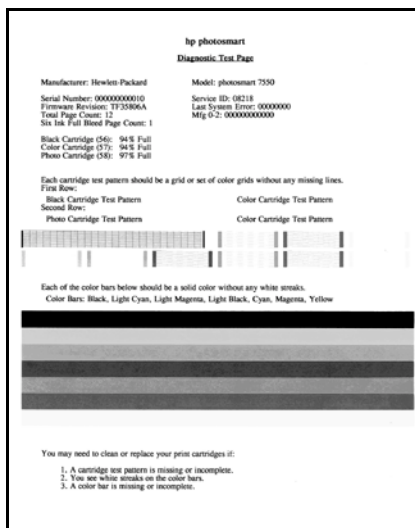 hp photosmart
Diagnostic Test Page
Manufacturer: Hewlett-Packard Model: photosmart 7550
Serial Number: 000000000010 Service ID: 08218
Firmware Revision: TF35806A Last System Error: 00000000
Total Page Count: 12 Mfg 0-2: 000000000000
Six Ink Full Bleed Page Count: 1
Black Cartridge (56): 94% Full
Color Cartridge (57): 94% Full
Photo Cartridge (58): 97% Full
Each cartridge test pattern should be a grid or set of color grids without any missing lines.
First Row:
Black Cartridge Test Pattern Color Cartridge Test Pattern
Second Row:
Photo Cartridge Test Pattern Color Cartridge Test Pattern
Each of the color bars below should be a solid color without any white streaks.
Color Bars: Black, Light Cyan, Light Magenta, Light Black, Cyan, Magenta, Yellow
You may need to clean or replace your print cartridges if:
1. A cartridge test pattern is missing or incomplete.
2. You see white streaks on the color bars.
3. A color bar is missing or incomplete.